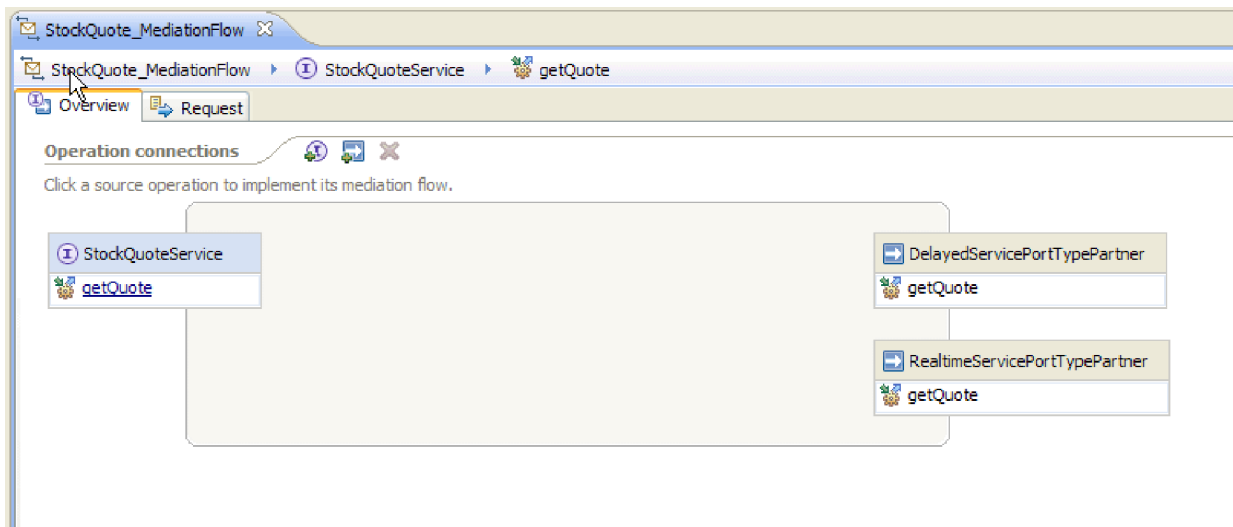 StockQuote_MediationFlow
StockQuote_MediationFlow StockQuoteService getQuote
Overview Request
Operation connections
Click a source operation to implement its mediation flow.
StockQuoteService DelayedServicePortTypePartner
getQuote getQuote
RealtimeServicePortTypePartner
getQuote